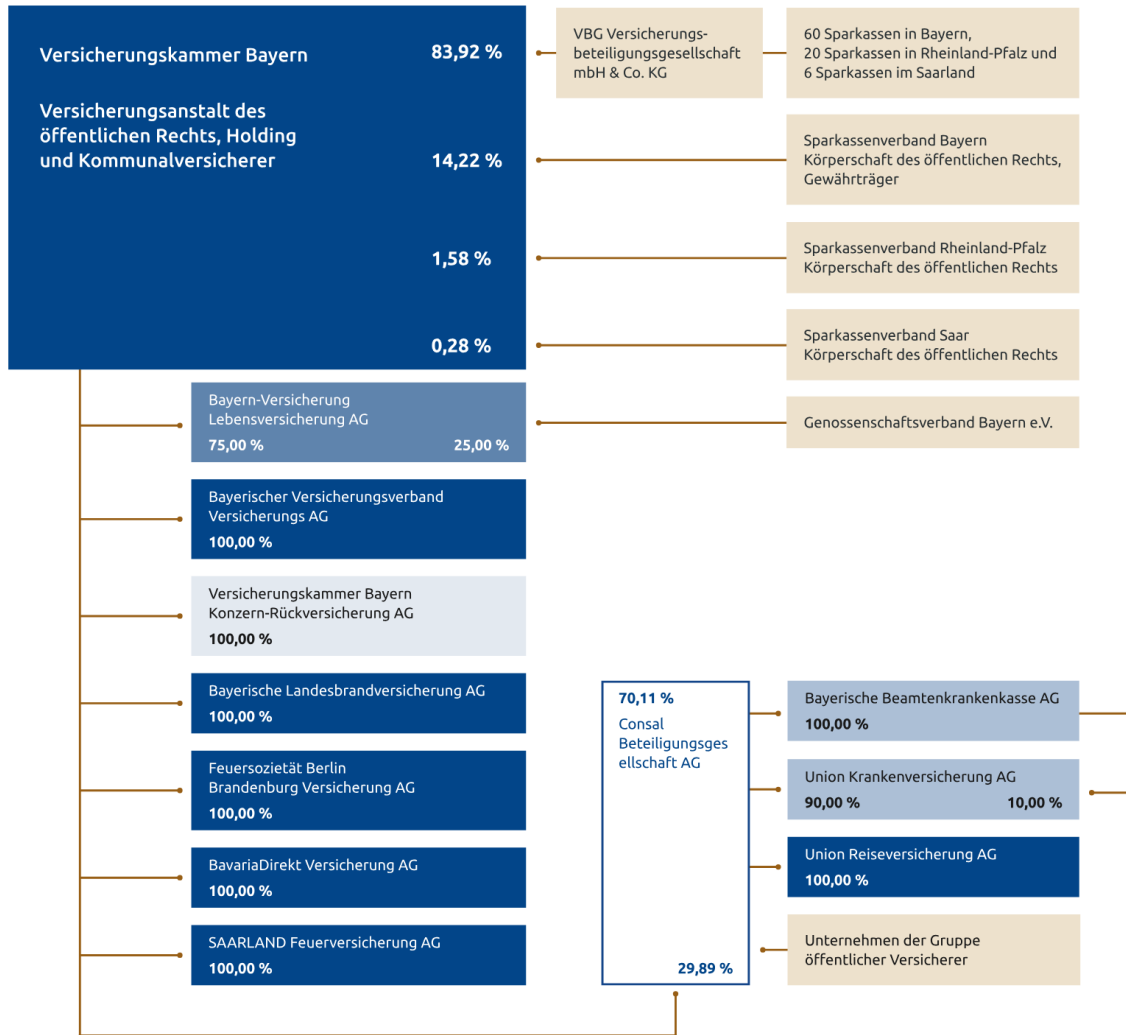 Versicherungskammer Bayern
83,92 %
Versicherungsanstalt des
öffentlichen Rechts, Holding
und Kommunalversicherer
14,22 %
1,58 %
0,28 %
VBG Versicherungs-
beteiligungsgesellschaft
mbH & Co. KG
60 Sparkassen in Bayern,
20 Sparkassen in Rheinland-Pfalz und
6 Sparkassen im Saarland
Sparkassenverband Bayern
Körperschaft des öffentlichen Rechts,
Gewährträger
Sparkassenverband Rheinland-Pfalz
Körperschaft des öffentlichen Rechts
Sparkassenverband Saar
Körperschaft des öffentlichen Rechts
Bayern-Versicherung
Lebensversicherung AG
75,00 %
25,00 %
Genossenschaftsverband Bayern e.V.
Bayerischer Versicherungsverband
Versicherungs AG
100,00 %
Versicherungskammer Bayern
Konzern-Rückversicherung AG
100,00 %
Bayerische Landesbrandversicherung AG
100,00 %
Feuersozietät Berlin
Brandenburg Versicherung AG
100,00 %
BavariaDirekt Versicherung AG
100,00 %
SAARLAND Feuerversicherung AG
100,00 %
70,11 %
Consal
Beteiligungsges
ellschaft AG
29,89 %
Bayerische Beamtenkrankenkasse AG
100,00 %
Union Krankenversicherung AG
90,00 %
10,00 %
Union Reiseversicherung AG
100,00 %
Unternehmen der Gruppe
öffentlicher Versicherer